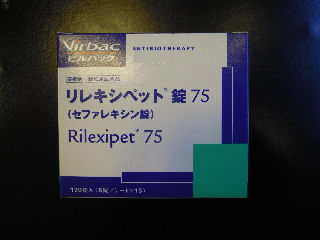 Virbac
ビルバック
ANTIBIOTHERAPY
リレキシペット®錠 75
（セファレキシン錠）
Rilexipet® 75